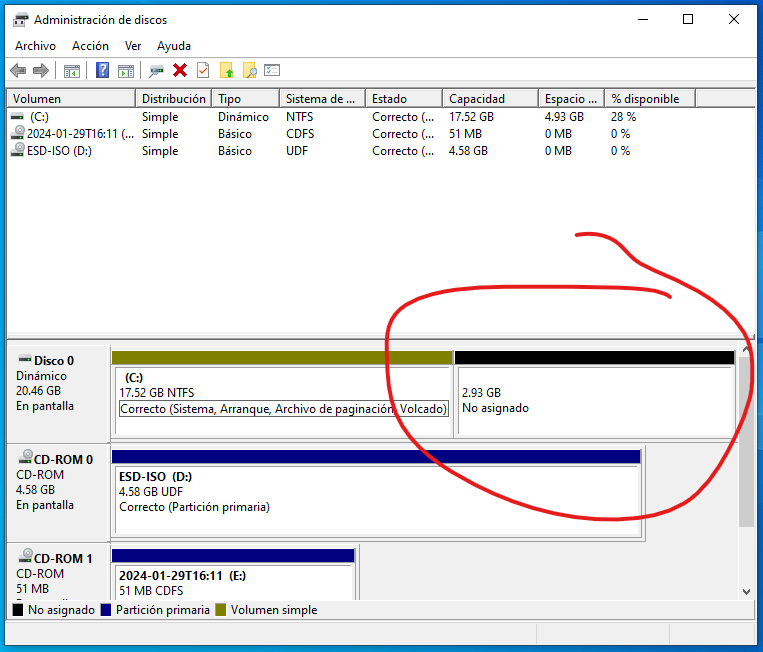 Administración de discos
Archivo Acción Ver Ayuda
Volumen Distribución Tipo Sistema de ... Estado Capacidad Espacio ... % disponible
(C:) Simple Dinámico NTFS Correcto (... 17.52 GB 4.93 GB 28 %
2024-01-29T16:11 (... Simple Básico CDFS Correcto (... 51 MB 0 MB 0 %
ESD-ISO (D:) Simple Básico UDF Correcto (... 4.58 GB 0 MB 0 %
Disco 0
Dinámico
20.46 GB
En pantalla
(C:)
17.52 GB NTFS
Correcto (Sistema, Arranque, Archivo de paginación, Volcado)
2.93 GB
No asignado
CD-ROM 0
CD-ROM
4.58 GB
En pantalla
ESD-ISO (D:)
4.58 GB UDF
Correcto (Partición primaria)
CD-ROM 1
CD-ROM
51 MB
2024-01-29T16:11 (E:)
51 MB CDFS
No asignado Partición primaria Volumen simple